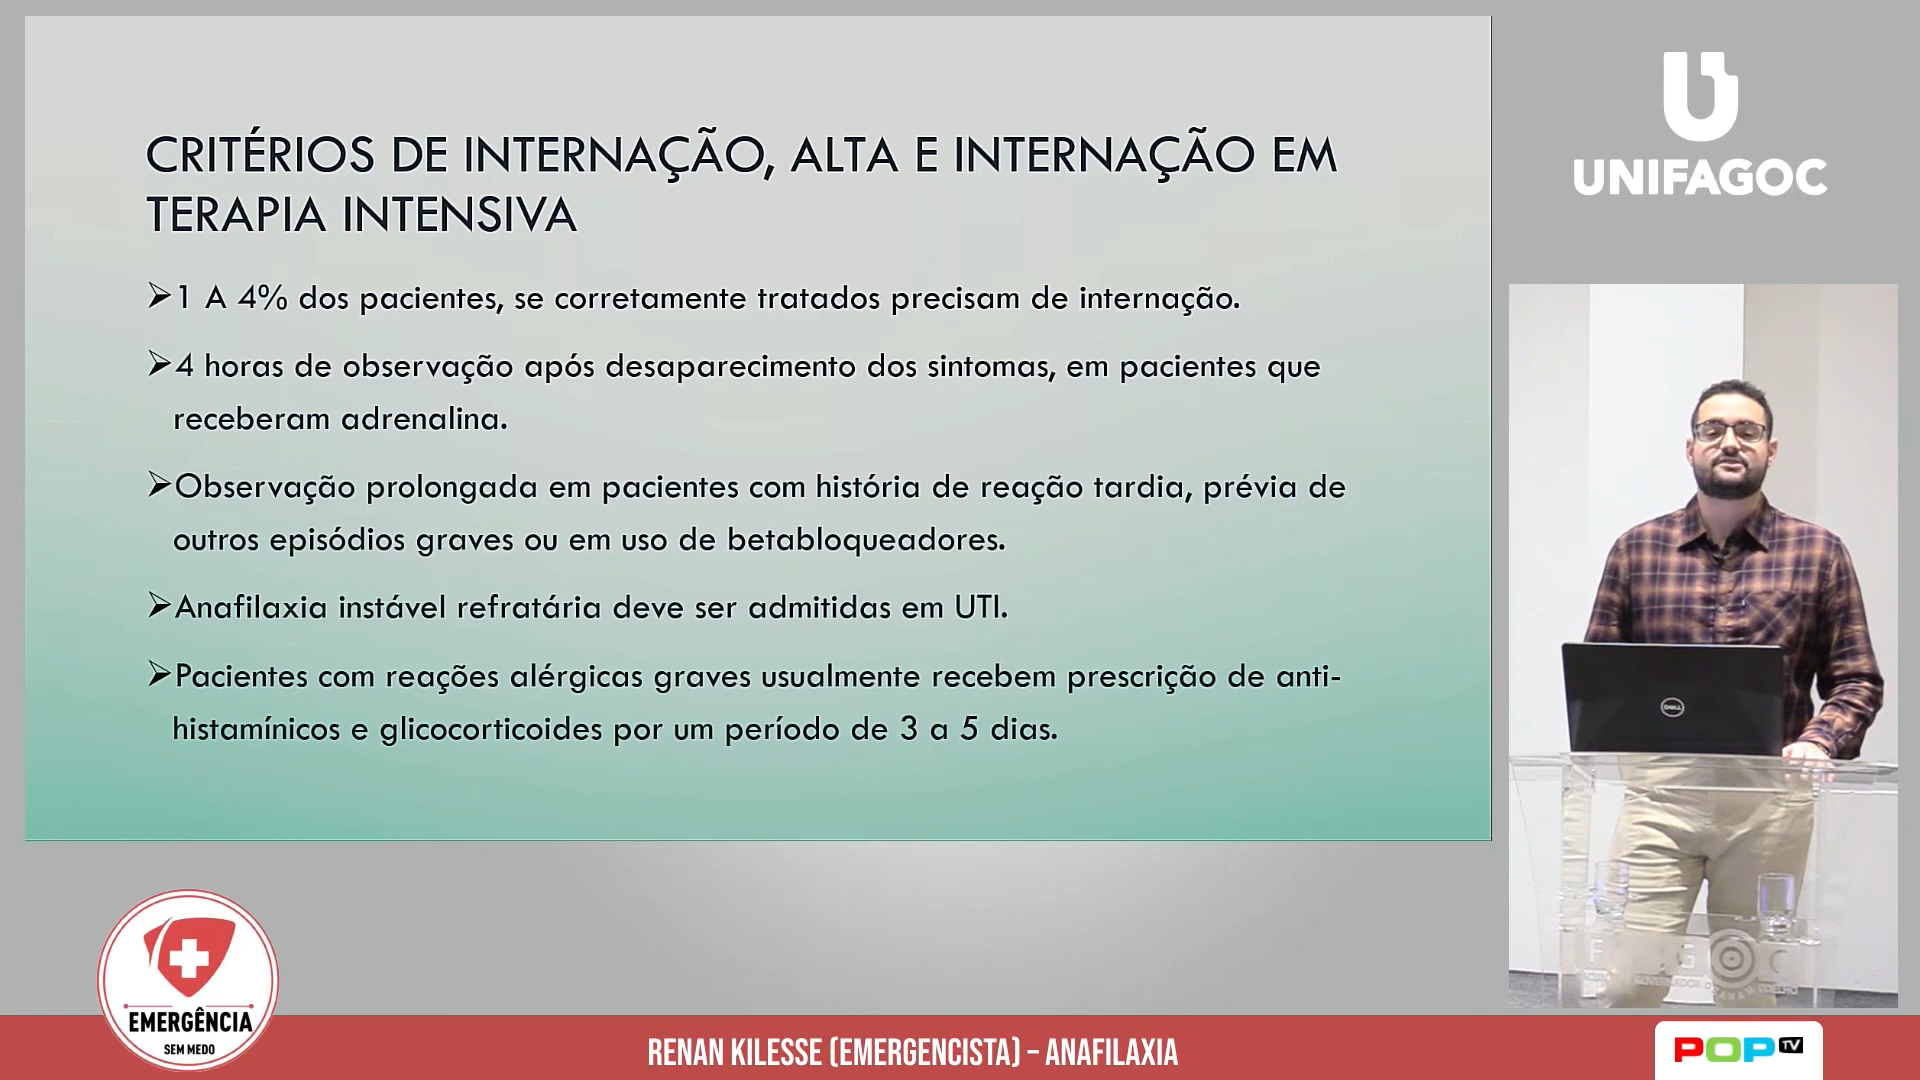 CRITÉRIOS DE INTERNAÇÃO, ALTA E INTERNAÇÃO EM
TERAPIA INTENSIVA
➢1 A 4% dos pacientes, se corretamente tratados precisam de internação.
➢4 horas de observação após desaparecimento dos sintomas, em pacientes que
receberam adrenalina.
➢Observação prolongada em pacientes com história de reação tardia, prévia de
outros episódios graves ou em uso de betabloqueadores.
➢Anafilaxia instável refratária deve ser admitidas em UTI.
➢Pacientes com reações alérgicas graves usualmente recebem prescrição de anti-
histamínicos e glicocorticoides por um período de 3 a 5 dias.
UNIFAGOC
DELL
EMERGÊNCIA
SEM MEDO
RENAN KILESSE (EMERGENCISTA) – ANAFILAXIA
POP TV